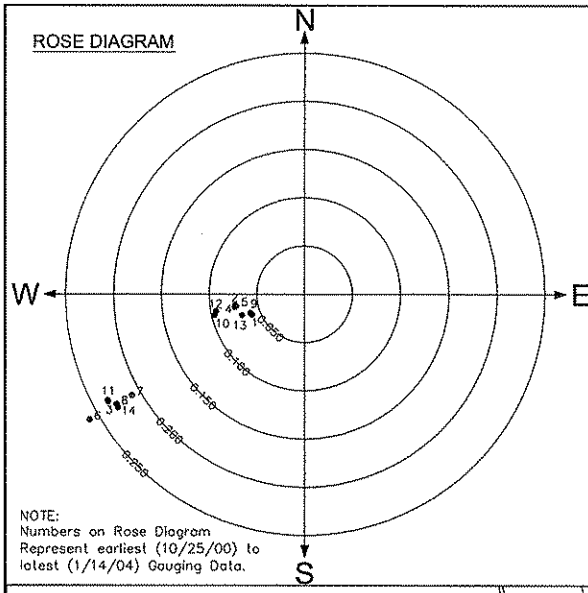 N
ROSE DIAGRAM
W
E
12
2
5
9
4
10
13
1
0.050
0.100
0.150
0.200
0.250
11
7
3
8
6
14
NOTE:
Numbers on Rose Diagram
Represent earliest (10/25/00) to
latest (1/14/04) Gauging Data.
S